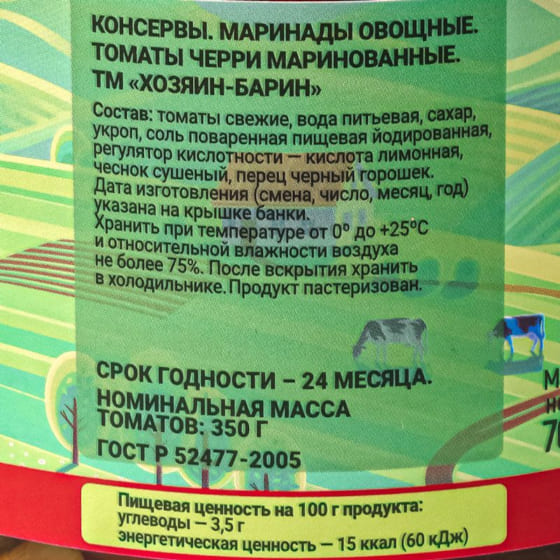 КОНСЕРВЫ. МАРИНАДЫ ОВОЩНЫЕ.
ТОМАТЫ ЧЕРРИ МАРИНОВАННЫЕ.
ТМ «ХОЗЯИН-БАРИН»
Состав: томаты свежие, вода питьевая, сахар,
укроп, соль поваренная пищевая йодированная,
регулятор кислотности – кислота лимонная,
чеснок сушеный, перец черный горошек.
Дата изготовления (смена, число, месяц, год)
указана на крышке банки.
Хранить при температуре от 0º до +25ºС
и относительной влажности воздуха
не более 75%. После вскрытия хранить
в холодильнике. Продукт пастеризован.
СРОК ГОДНОСТИ – 24 МЕСЯЦА.
НОМИНАЛЬНАЯ МАССА
ТОМАТОВ: 350 Г
ГОСТ Р 52477-2005
Пищевая ценность на 100 г продукта:
углеводы – 3,5 г
энергетическая ценность – 15 ккал (60 кДж)